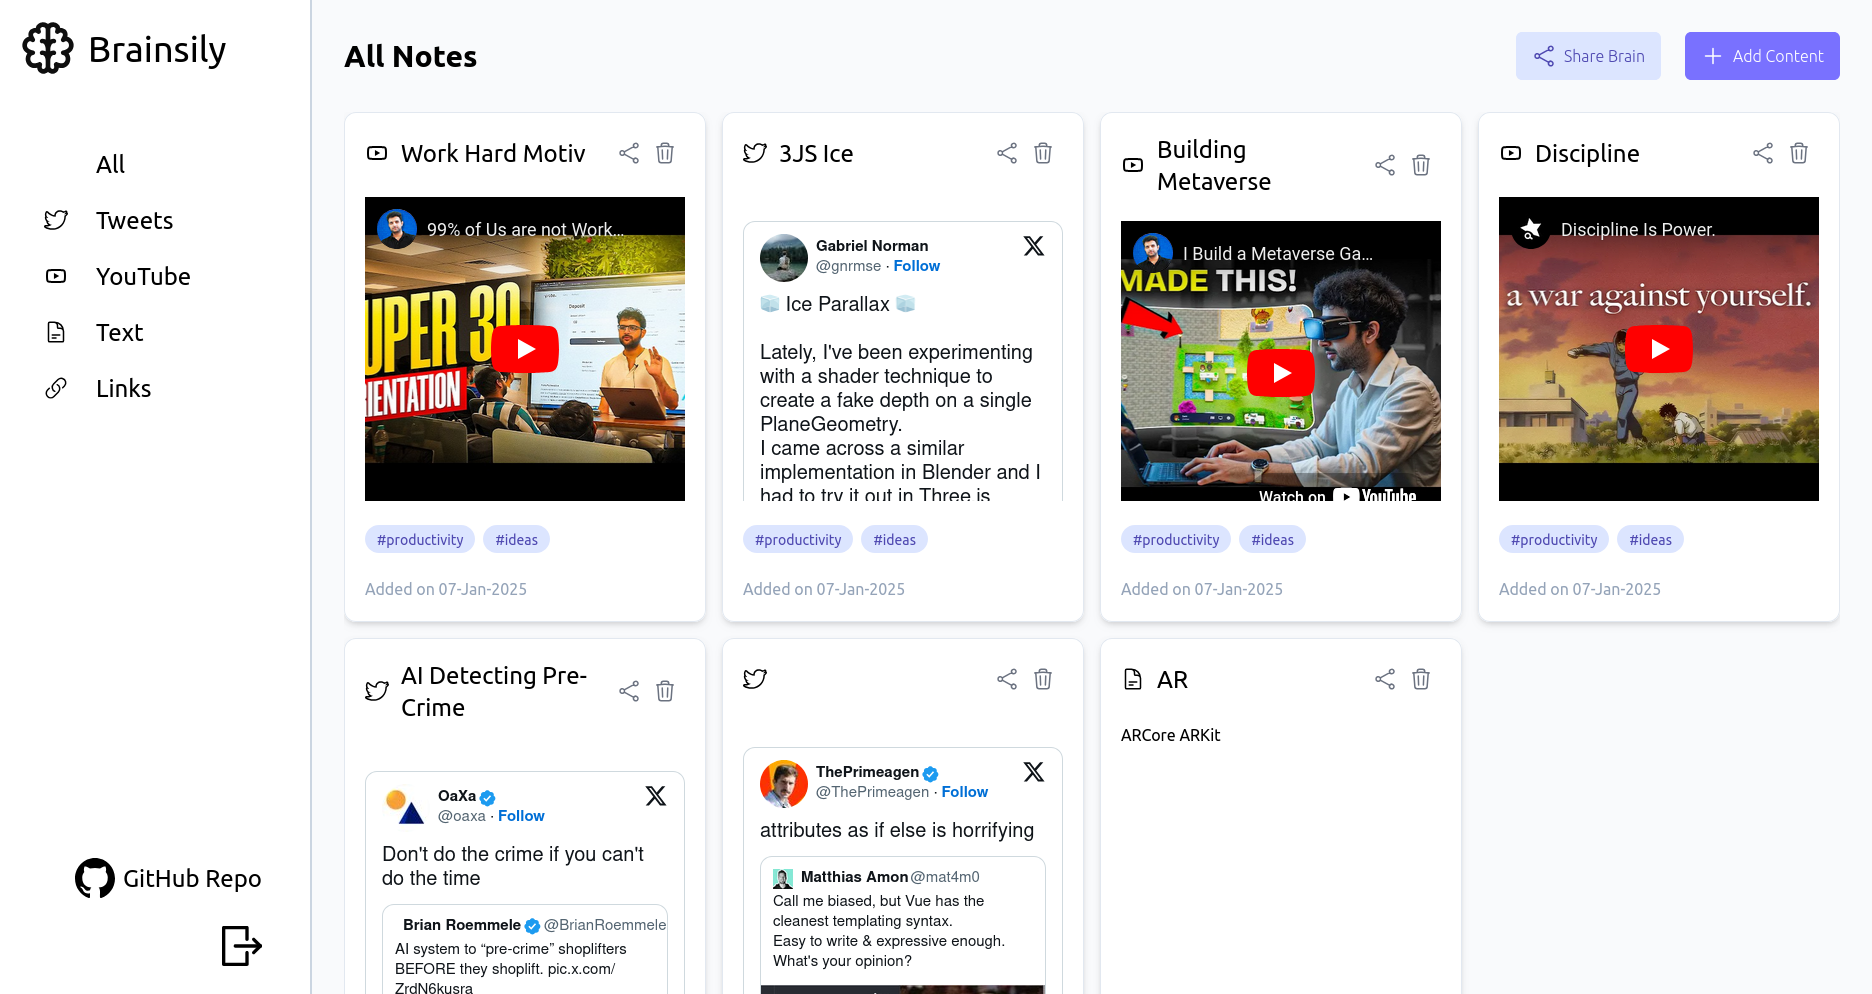 Brainsily
All
Tweets
YouTube
Text
Links
GitHub Repo
All Notes
Share Brain
Add Content
Work Hard Motiv
99% of Us are not Work...
SUPER 30
ORIENTATION
#productivity #ideas
Added on 07-Jan-2025
3JS Ice
Gabriel Norman
@gnrmse · Follow
🧊 Ice Parallax 🧊
Lately, I've been experimenting
with a shader technique to
create a fake depth on a single
PlaneGeometry.
I came across a similar
implementation in Blender and I
had to try it out in Three is
#productivity #ideas
Added on 07-Jan-2025
Building
Metaverse
I Build a Metaverse Ga...
MADE THIS!
Watch on YouTube
#productivity #ideas
Added on 07-Jan-2025
Discipline
Discipline Is Power.
a war against yourself.
#productivity #ideas
Added on 07-Jan-2025
AI Detecting Pre-
Crime
OaXa
@oaxa · Follow
Don't do the crime if you can't
do the time
Brian Roemmele @BrianRoemmele
AI system to “pre-crime” shoplifters
BEFORE they shoplift. pic.x.com/
ZrdN6kusra
ThePrimeagen
@ThePrimeagen · Follow
attributes as if else is horrifying
Matthias Amon @mat4m0
Call me biased, but Vue has the
cleanest templating syntax.
Easy to write & expressive enough.
What's your opinion?
AR
ARCore ARKit